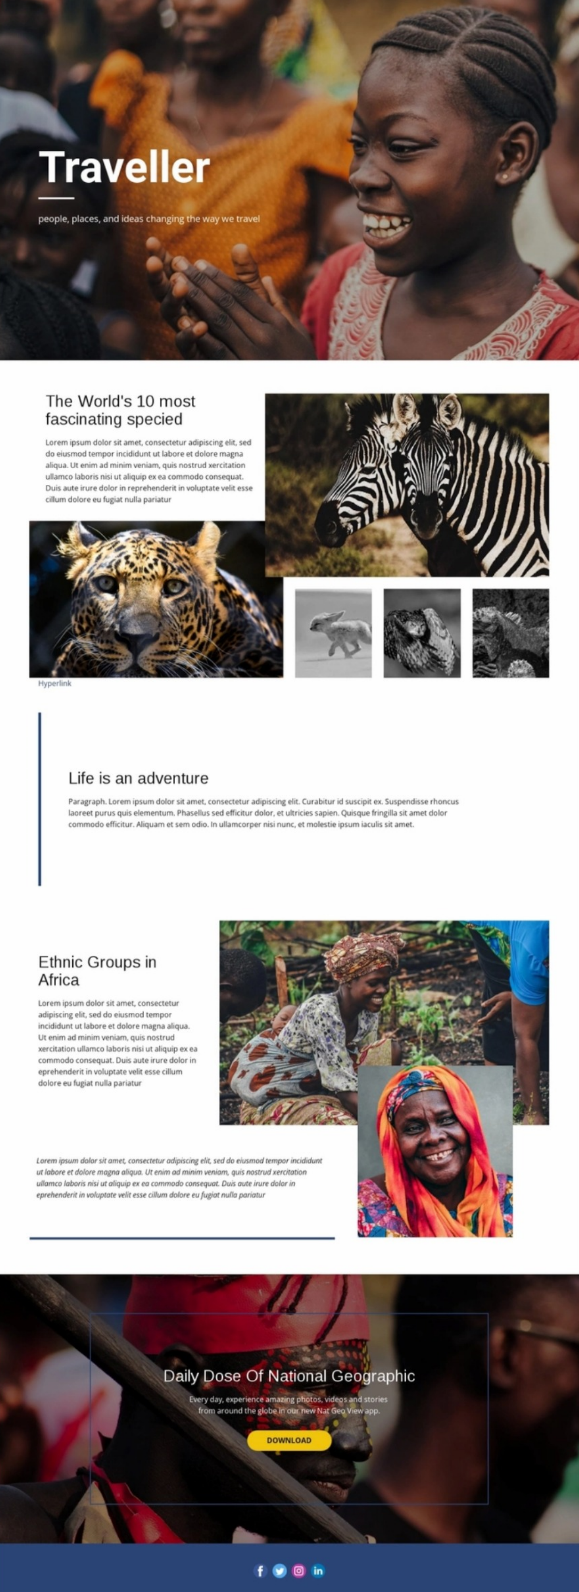 Traveller
people, places, and ideas changing the way we travel
The World's 10 most
fascinating specied
Lorem ipsum dolor sit amet, consectetur adipiscing elit, sed
do eiusmod tempor incididunt ut labore et dolore magna
aliqua. Ut enim ad minim veniam, quis nostrud xercitation
ullamco laboris nisi ut aliquip ex ea commodo consequat.
Duis aute irure dolor in reprehenderit in voluptate velit esse
cillum dolore eu fugiat nulla pariatur
Hyperlink
Life is an adventure
Paragraph. Lorem ipsum dolor sit amet, consectetur adipiscing elit. Curabitur id suscipit ex. Suspendisse rhoncus
laoreet purus quis elementum. Phasellus sed efficitur dolor, et ultricies sapien. Quisque fringilla sit amet dolor
commodo efficitur. Aliquam et sem odio. In ullamcorper nisi nunc, et molestie ipsum iaculis sit amet.
Ethnic Groups in
Africa
Lorem ipsum dolor sit amet, consectetur
adipiscing elit, sed do eiusmod tempor
incididunt ut labore et dolore magna aliqua.
Ut enim ad minim veniam, quis nostrud
xercitation ullamco laboris nisi ut aliquip ex ea
commodo consequat. Duis aute irure dolor in
eprehenderit in voluptate velit esse cillum
dolore eu fugiat nulla pariatur
Lorem ipsum dolor sit amet, consectetur adipiscing elit, sed do eiusmod tempor incididunt
ut labore et dolore magna aliqua. Ut enim ad minim veniam, quis nostrud xercitation
ullamco laboris nisi ut aliquip ex ea commodo consequat. Duis aute irure dolor in
eprehenderit in voluptate velit esse cillum dolore eu fugiat nulla pariatur
Daily Dose Of National Geographic
Every day, experience amazing photos, videos and stories
from around the globe in our new Nat Geo View app.
DOWNLOAD